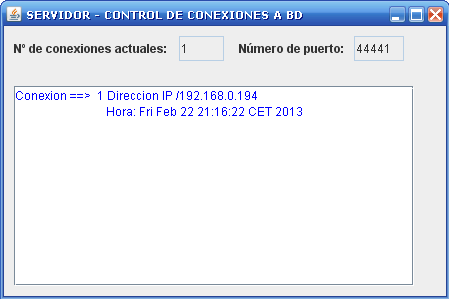 SERVIDOR - CONTROL DE CONEXIONES A BD
Nº de conexiones actuales: 1 Número de puerto: 44441
Conexion ==> 1 Direccion IP /192.168.0.194
Hora: Fri Feb 22 21:16:22 CET 2013